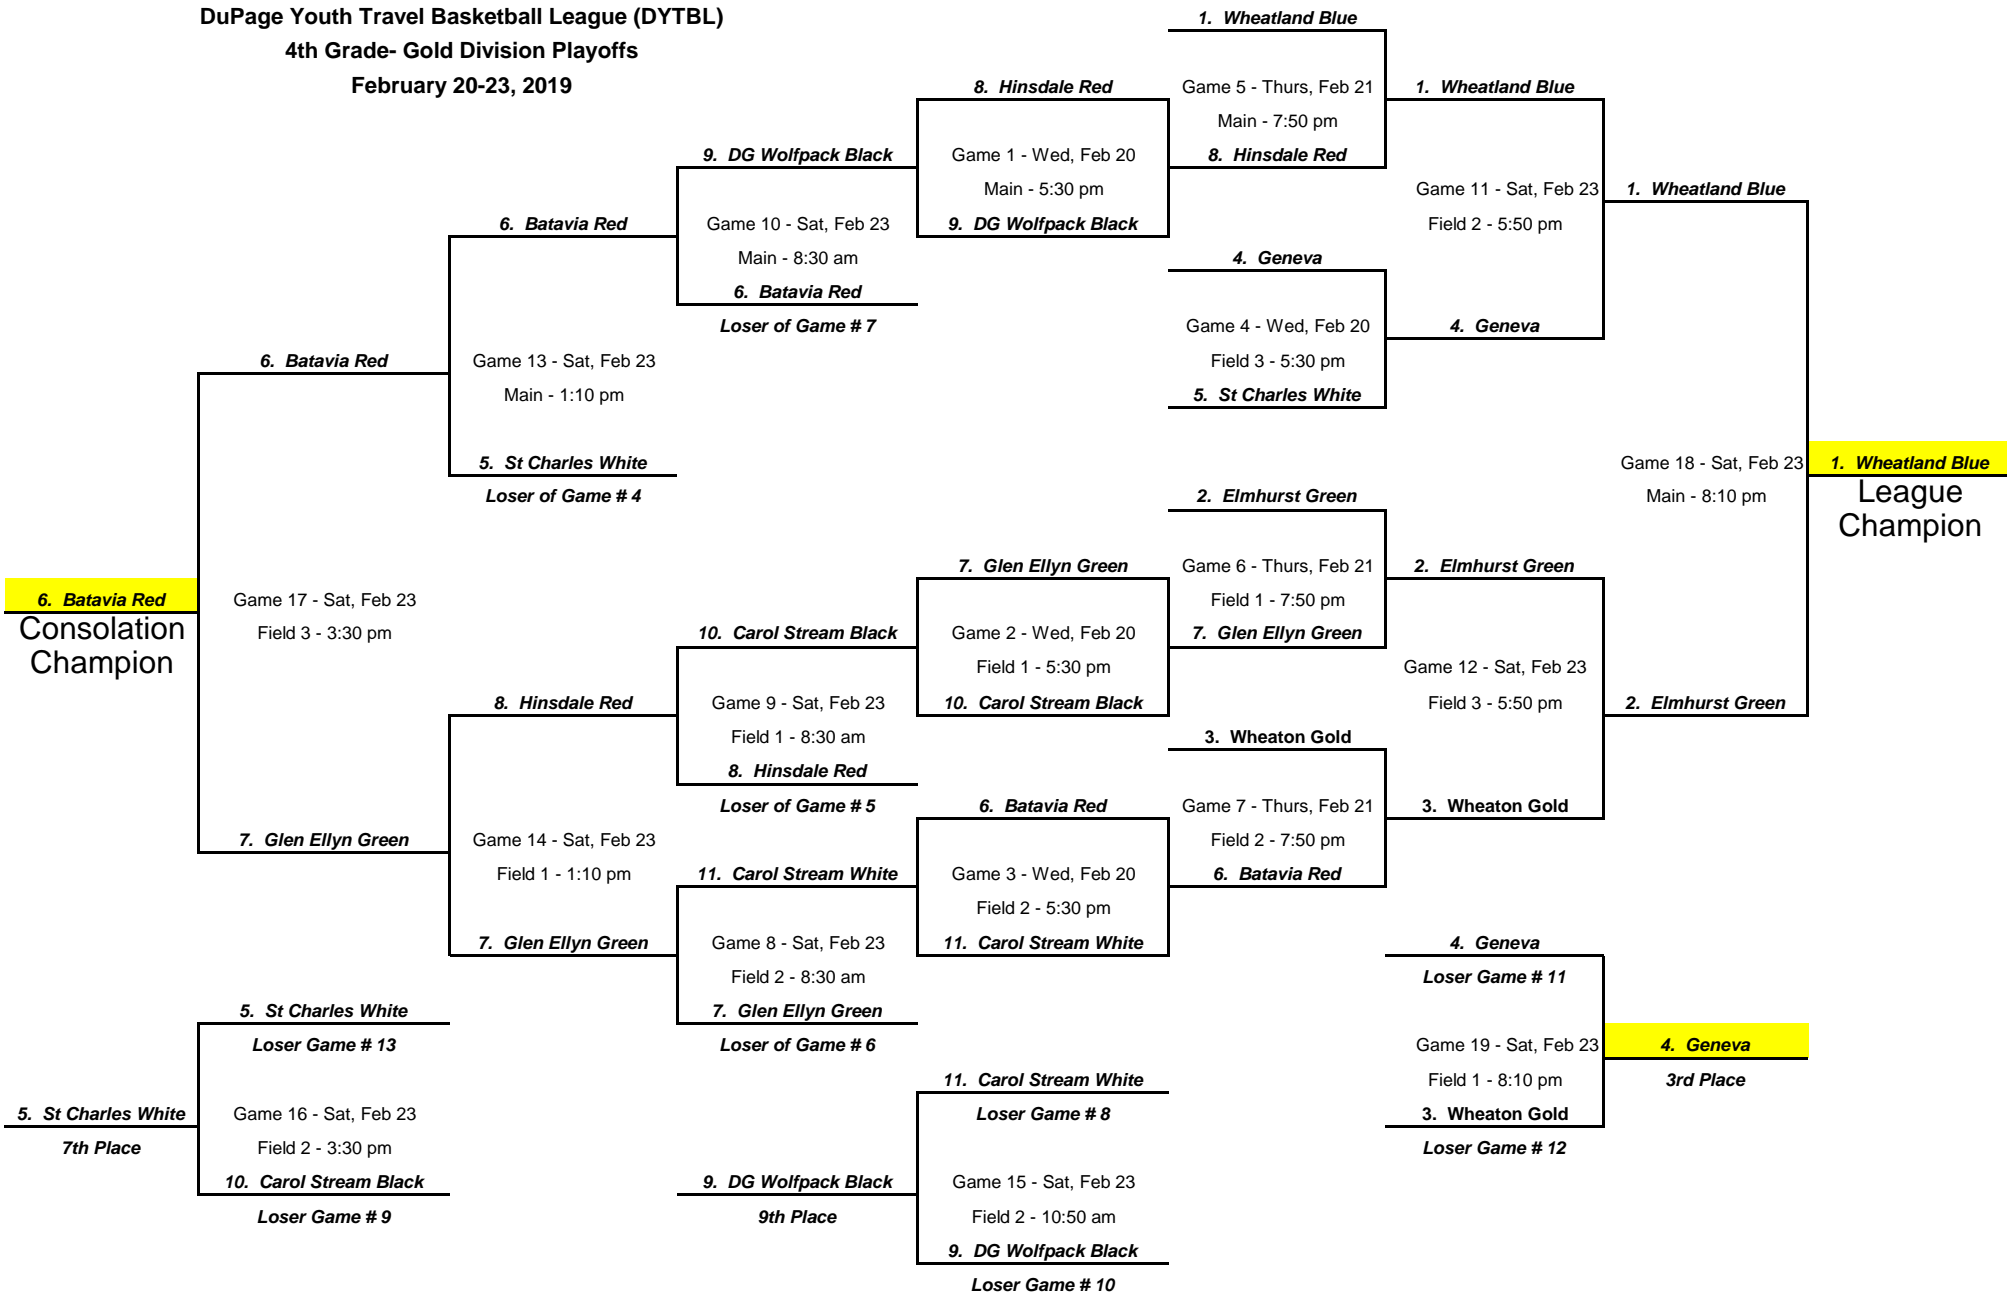 DuPage Youth Travel Basketball League (DYTBL)
4th Grade- Gold Division Playoffs
February 20-23, 2019
1. Wheatland Blue
8. Hinsdale Red
Game 5 - Thurs, Feb 21
1. Wheatland Blue
Main - 7:50 pm
9. DG Wolfpack Black
Game 1 - Wed, Feb 20
8. Hinsdale Red
Main - 5:30 pm
Game 11 - Sat, Feb 23
1. Wheatland Blue
6. Batavia Red
Game 10 - Sat, Feb 23
9. DG Wolfpack Black
Field 2 - 5:50 pm
Main - 8:30 am
4. Geneva
6. Batavia Red
Loser of Game # 7
Game 4 - Wed, Feb 20
4. Geneva
6. Batavia Red
Game 13 - Sat, Feb 23
Field 3 - 5:30 pm
Main - 1:10 pm
5. St Charles White
5. St Charles White
Game 18 - Sat, Feb 23
1. Wheatland Blue
Loser of Game # 4
2. Elmhurst Green
Main - 8:10 pm
League
Champion
7. Glen Ellyn Green
Game 6 - Thurs, Feb 21
2. Elmhurst Green
6. Batavia Red
Game 17 - Sat, Feb 23
Field 1 - 7:50 pm
Consolation
Champion
Field 3 - 3:30 pm
10. Carol Stream Black
Game 2 - Wed, Feb 20
7. Glen Ellyn Green
Field 1 - 5:30 pm
Game 12 - Sat, Feb 23
8. Hinsdale Red
Game 9 - Sat, Feb 23
10. Carol Stream Black
Field 3 - 5:50 pm
2. Elmhurst Green
Field 1 - 8:30 am
3. Wheaton Gold
8. Hinsdale Red
Loser of Game # 5
6. Batavia Red
Game 7 - Thurs, Feb 21
3. Wheaton Gold
7. Glen Ellyn Green
Game 14 - Sat, Feb 23
Field 2 - 7:50 pm
Field 1 - 1:10 pm
11. Carol Stream White
Game 3 - Wed, Feb 20
6. Batavia Red
Field 2 - 5:30 pm
7. Glen Ellyn Green
Game 8 - Sat, Feb 23
11. Carol Stream White
4. Geneva
Field 2 - 8:30 am
Loser Game # 11
5. St Charles White
7. Glen Ellyn Green
Loser Game # 13
Loser of Game # 6
Game 19 - Sat, Feb 23
4. Geneva
11. Carol Stream White
Field 1 - 8:10 pm
3rd Place
5. St Charles White
Game 16 - Sat, Feb 23
Loser Game # 8
3. Wheaton Gold
7th Place
Field 2 - 3:30 pm
Loser Game # 12
10. Carol Stream Black
9. DG Wolfpack Black
Game 15 - Sat, Feb 23
Loser Game # 9
9th Place
Field 2 - 10:50 am
9. DG Wolfpack Black
Loser Game # 10